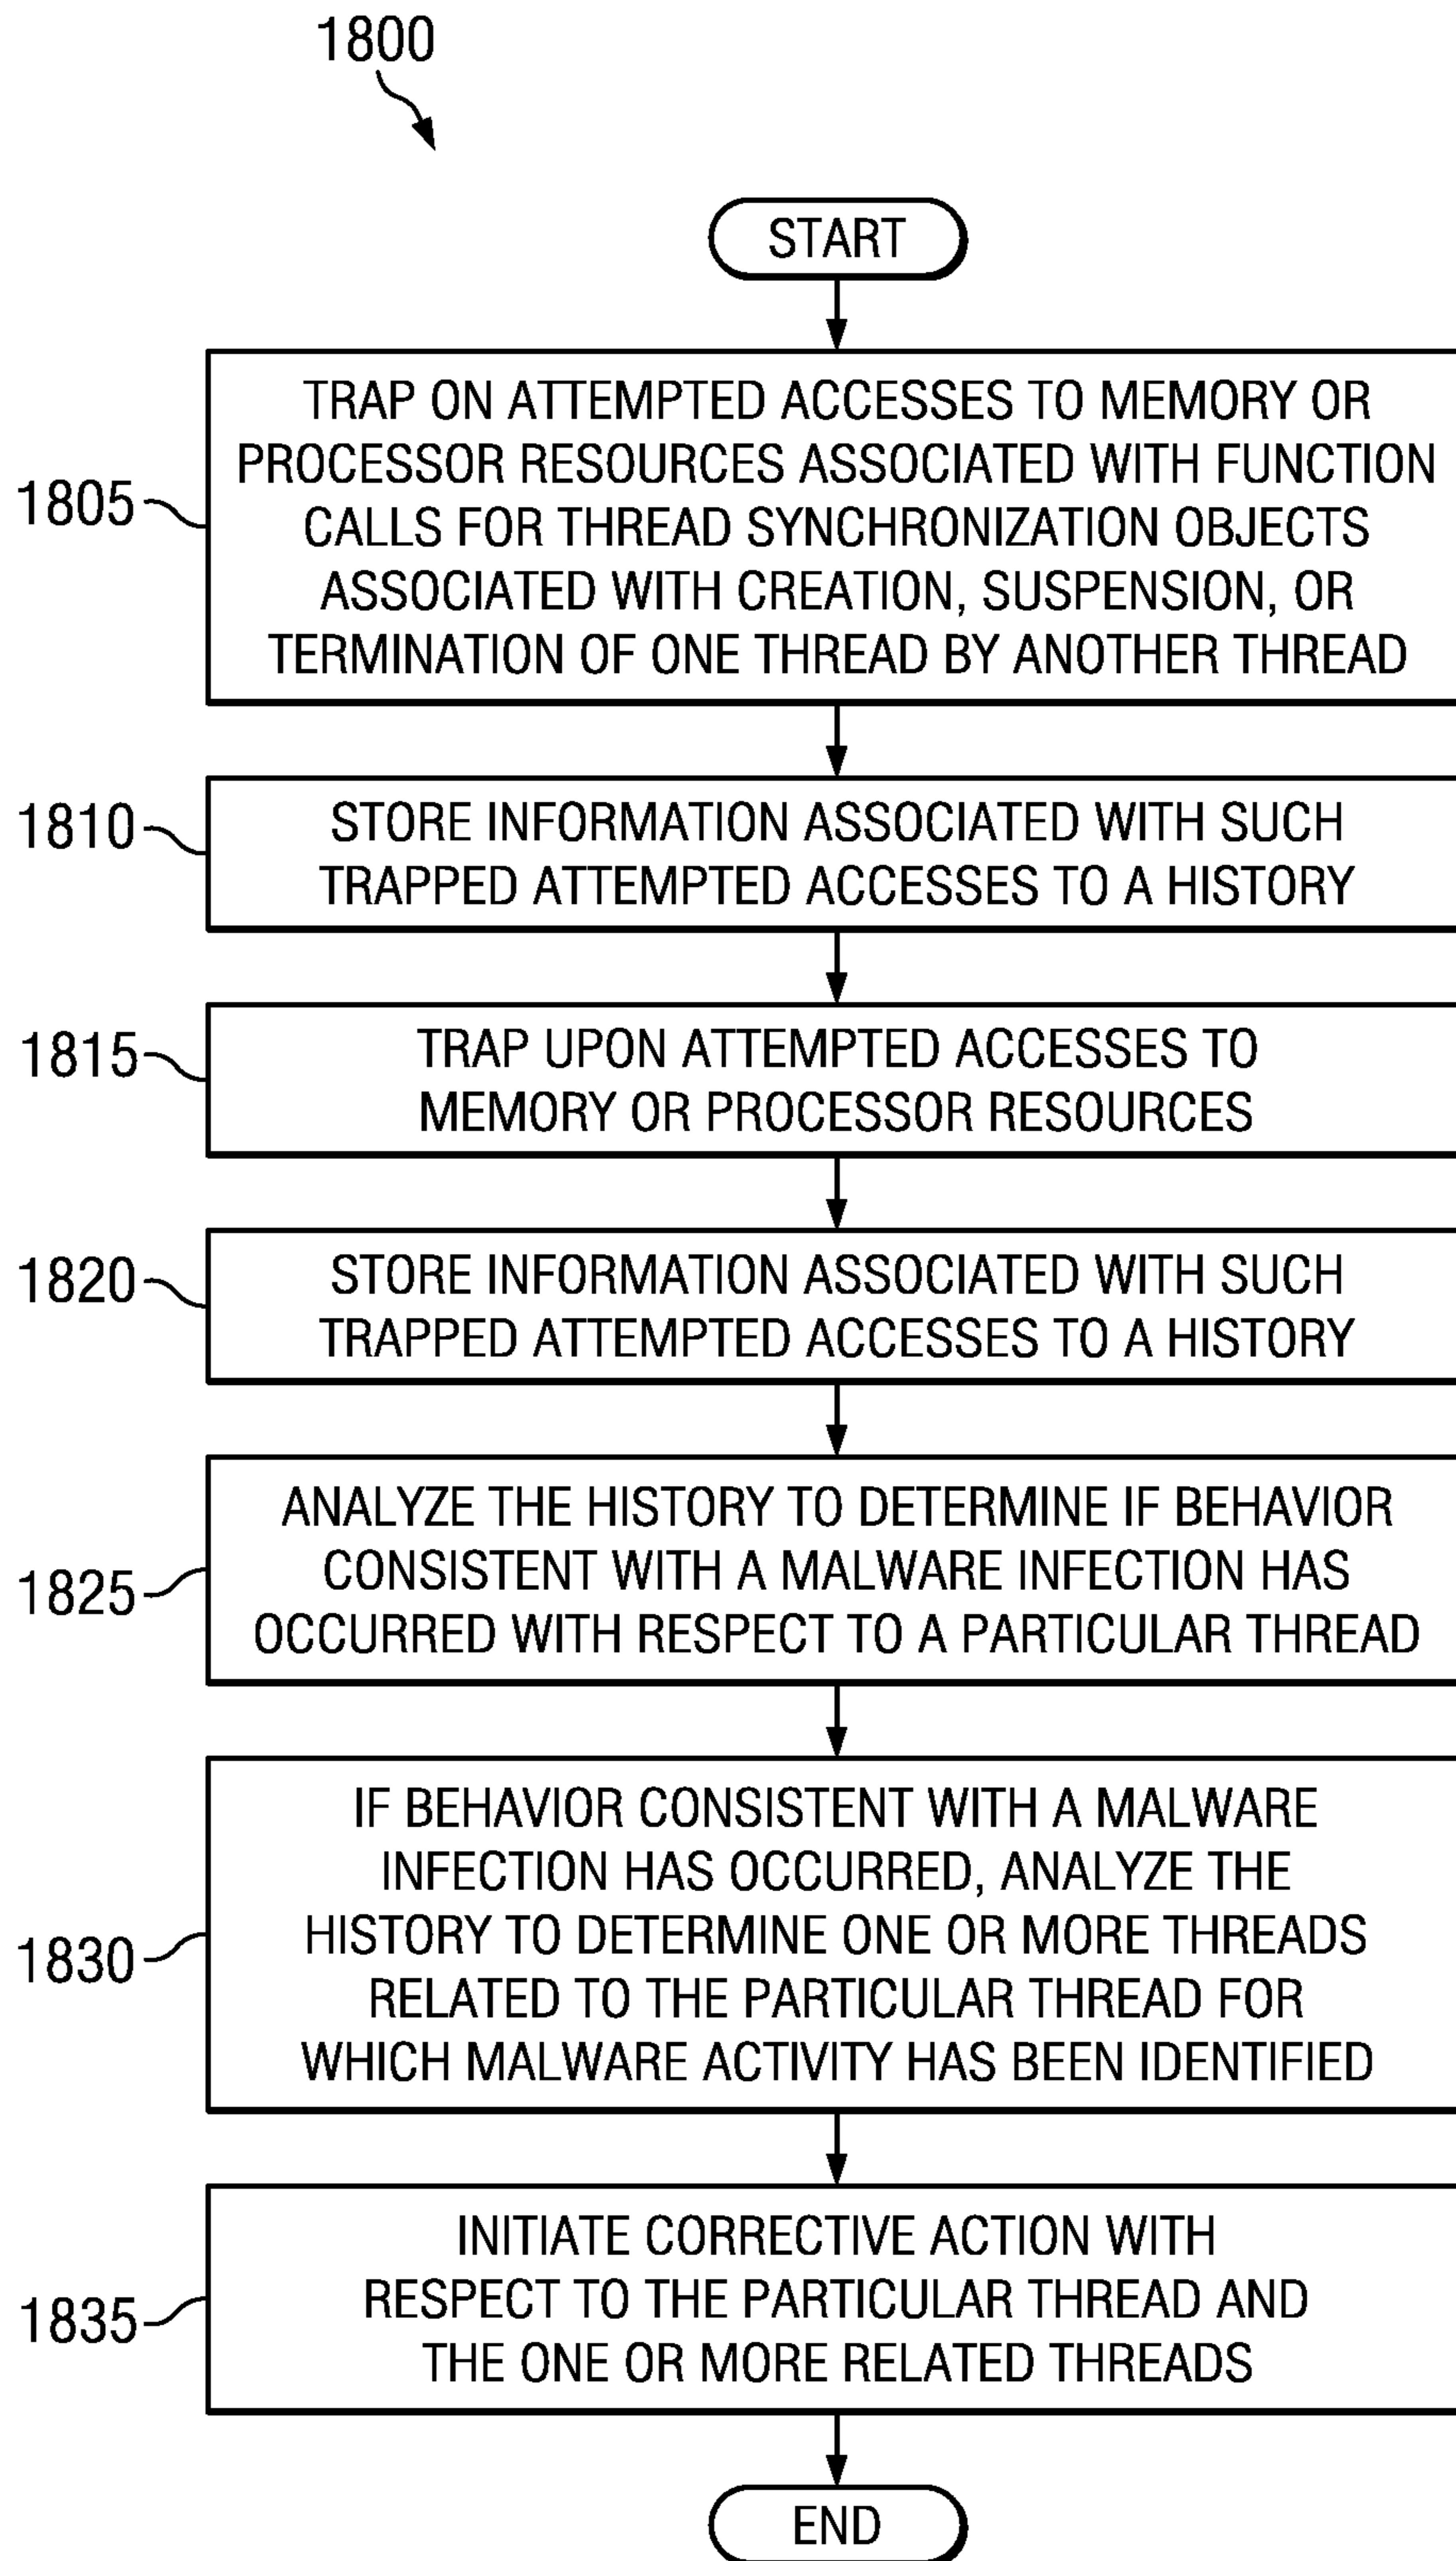 1800
START
1805
TRAP ON ATTEMPTED ACCESSES TO MEMORY OR
PROCESSOR RESOURCES ASSOCIATED WITH FUNCTION
CALLS FOR THREAD SYNCHRONIZATION OBJECTS
ASSOCIATED WITH CREATION, SUSPENSION, OR
TERMINATION OF ONE THREAD BY ANOTHER THREAD
1810
STORE INFORMATION ASSOCIATED WITH SUCH
TRAPPED ATTEMPTED ACCESSES TO A HISTORY
1815
TRAP UPON ATTEMPTED ACCESSES TO
MEMORY OR PROCESSOR RESOURCES
1820
STORE INFORMATION ASSOCIATED WITH SUCH
TRAPPED ATTEMPTED ACCESSES TO A HISTORY
1825
ANALYZE THE HISTORY TO DETERMINE IF BEHAVIOR
CONSISTENT WITH A MALWARE INFECTION HAS
OCCURRED WITH RESPECT TO A PARTICULAR THREAD
1830
IF BEHAVIOR CONSISTENT WITH A MALWARE
INFECTION HAS OCCURRED, ANALYZE THE
HISTORY TO DETERMINE ONE OR MORE THREADS
RELATED TO THE PARTICULAR THREAD FOR
WHICH MALWARE ACTIVITY HAS BEEN IDENTIFIED
1835
INITIATE CORRECTIVE ACTION WITH
RESPECT TO THE PARTICULAR THREAD AND
THE ONE OR MORE RELATED THREADS
END